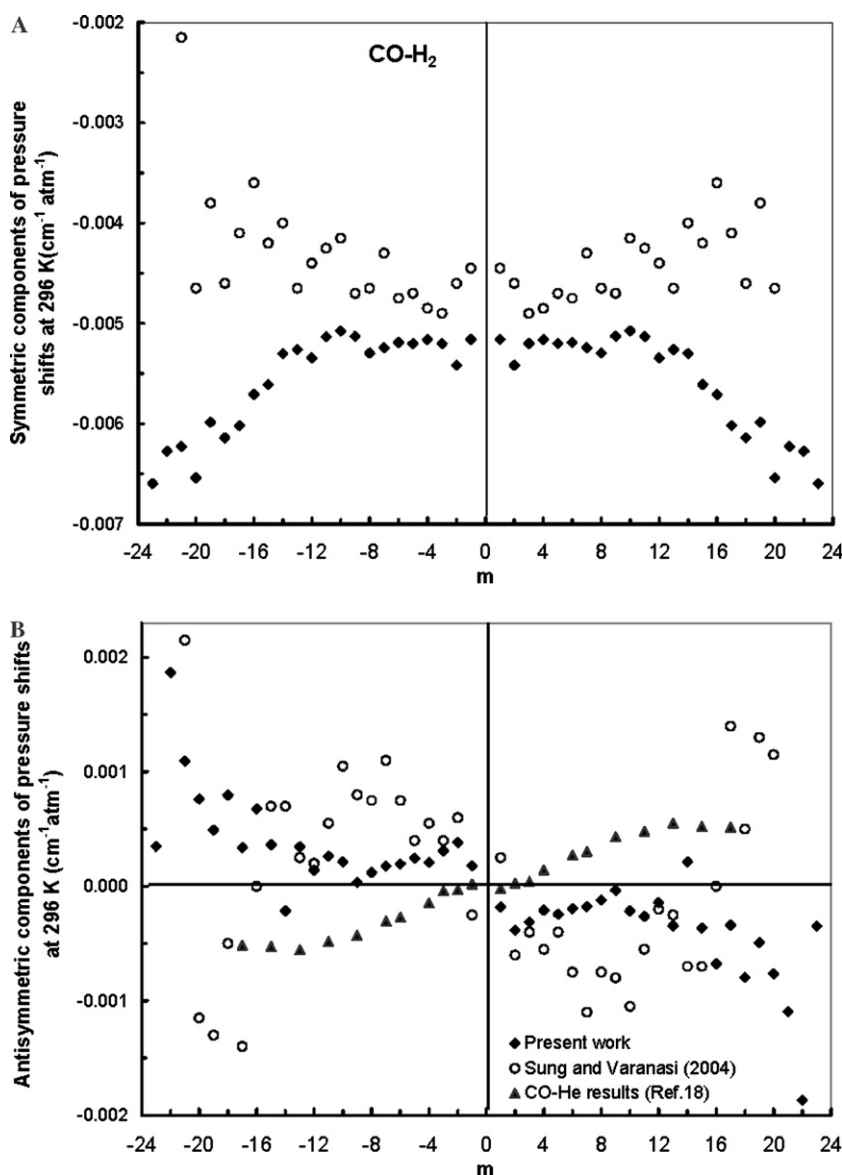 A
CO-H2
Symmetric components of pressure
shifts at 296 K(cm-1 atm-1)
-0.002
-0.003
-0.004
-0.005
-0.006
-0.007
-24 -20 -16 -12 -8 -4 0 4 8 12 16 20 24
m
B
Antisymmetric components of pressure shifts
at 296 K (cm-1atm-1)
0.002
0.001
0.000
-0.001
-0.002
Present work
Sung and Varanasi (2004)
CO-He results (Ref.18)
-24 -20 -16 -12 -8 -4 0 4 8 12 16 20 24
m